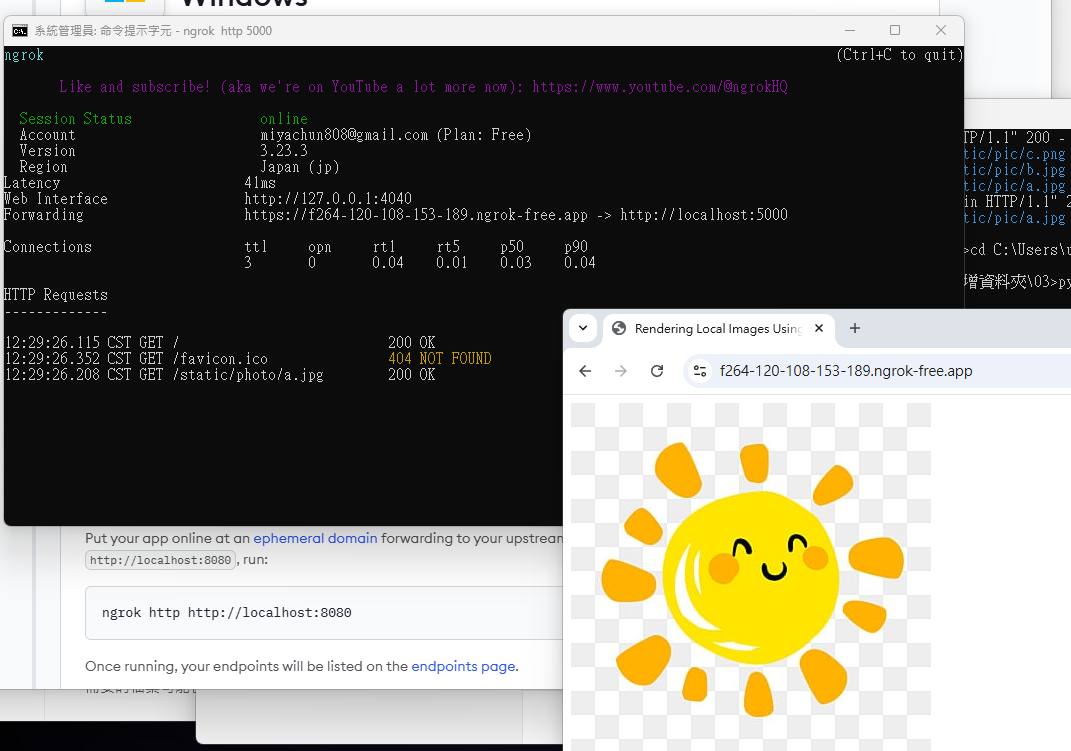 Windows
系統管理員: 命令提示字元 - ngrok  http 5000
ngrok (Ctrl+C to quit)
Like and subscribe! (aka we're on YouTube a lot more now): https://www.youtube.com/@ngrokHQ
Session Status online
Account miyachun808@gmail.com (Plan: Free)
Version 3.23.3
Region Japan (jp)
Latency 41ms
Web Interface http://127.0.0.1:4040
Forwarding https://f264-120-108-153-189.ngrok-free.app -> http://localhost:5000
Connections ttl opn rt1 rt5 p50 p90
3 0 0.04 0.01 0.03 0.04
HTTP Requests
-------------
12:29:26.115 CST GET / 200 OK
12:29:26.352 CST GET /favicon.ico 404 NOT FOUND
12:29:26.208 CST GET /static/photo/a.jpg 200 OK
TP/1.1" 200 -
tic/pic/c.png
tic/pic/b.jpg
tic/pic/a.jpg
in HTTP/1.1" 2
tic/pic/a.jpg
>cd C:\Users\u
增資料夾\03>py
Rendering Local Images Using
f264-120-108-153-189.ngrok-free.app
Put your app online at an ephemeral domain forwarding to your upstream
http://localhost:8080, run:
ngrok http http://localhost:8080
Once running, your endpoints will be listed on the endpoints page.